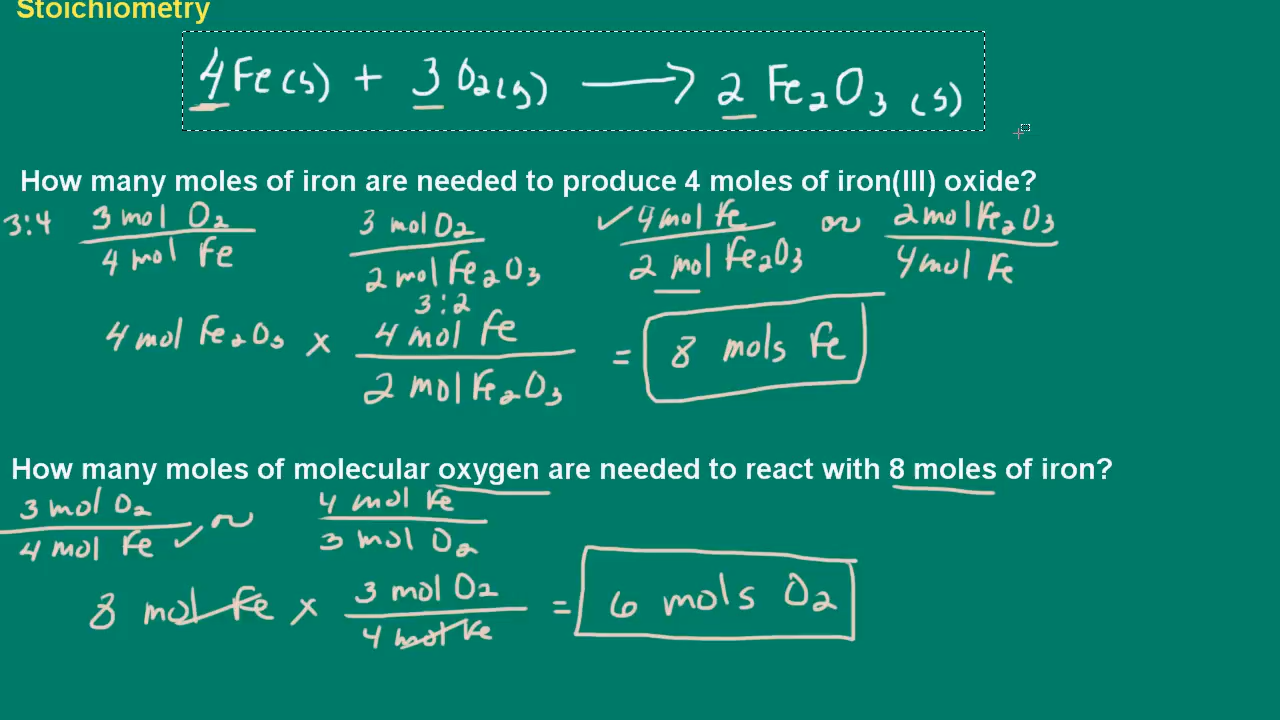 Stoichiometry
4Fe(s) + 3O₂(g) ⟶ 2Fe₂O₃(s)
How many moles of iron are needed to produce 4 moles of iron(III) oxide?
3:4 3 mol O₂ / 4 mol Fe 3 mol O₂ / 2 mol Fe₂O₃ 3:2 ✓ 4 mol Fe / 2 mol Fe₂O₃ or 2 mol Fe₂O₃ / 4 mol Fe
4 mol Fe₂O₃ × 4 mol Fe / 2 mol Fe₂O₃ = 8 mols Fe
How many moles of molecular oxygen are needed to react with 8 moles of iron?
3 mol O₂ / 4 mol Fe ✓ or 4 mol Fe / 3 mol O₂
8 mol Fe × 3 mol O₂ / 4 mol Fe = 6 mols O₂